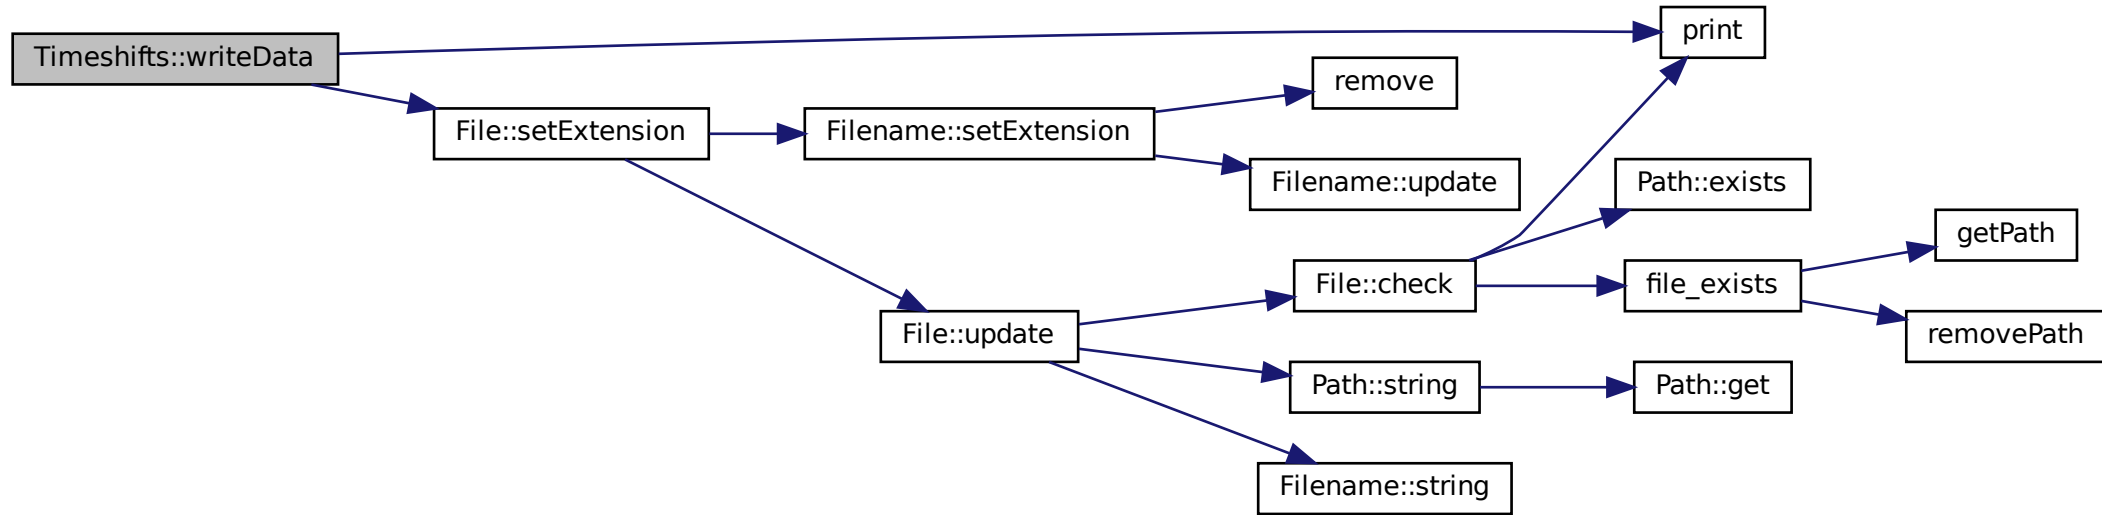 print
Timeshifts::writeData
remove
File::setExtension
Filename::setExtension
Filename::update
Path::exists
getPath
File::check
file_exists
removePath
File::update
Path::string
Path::get
Filename::string